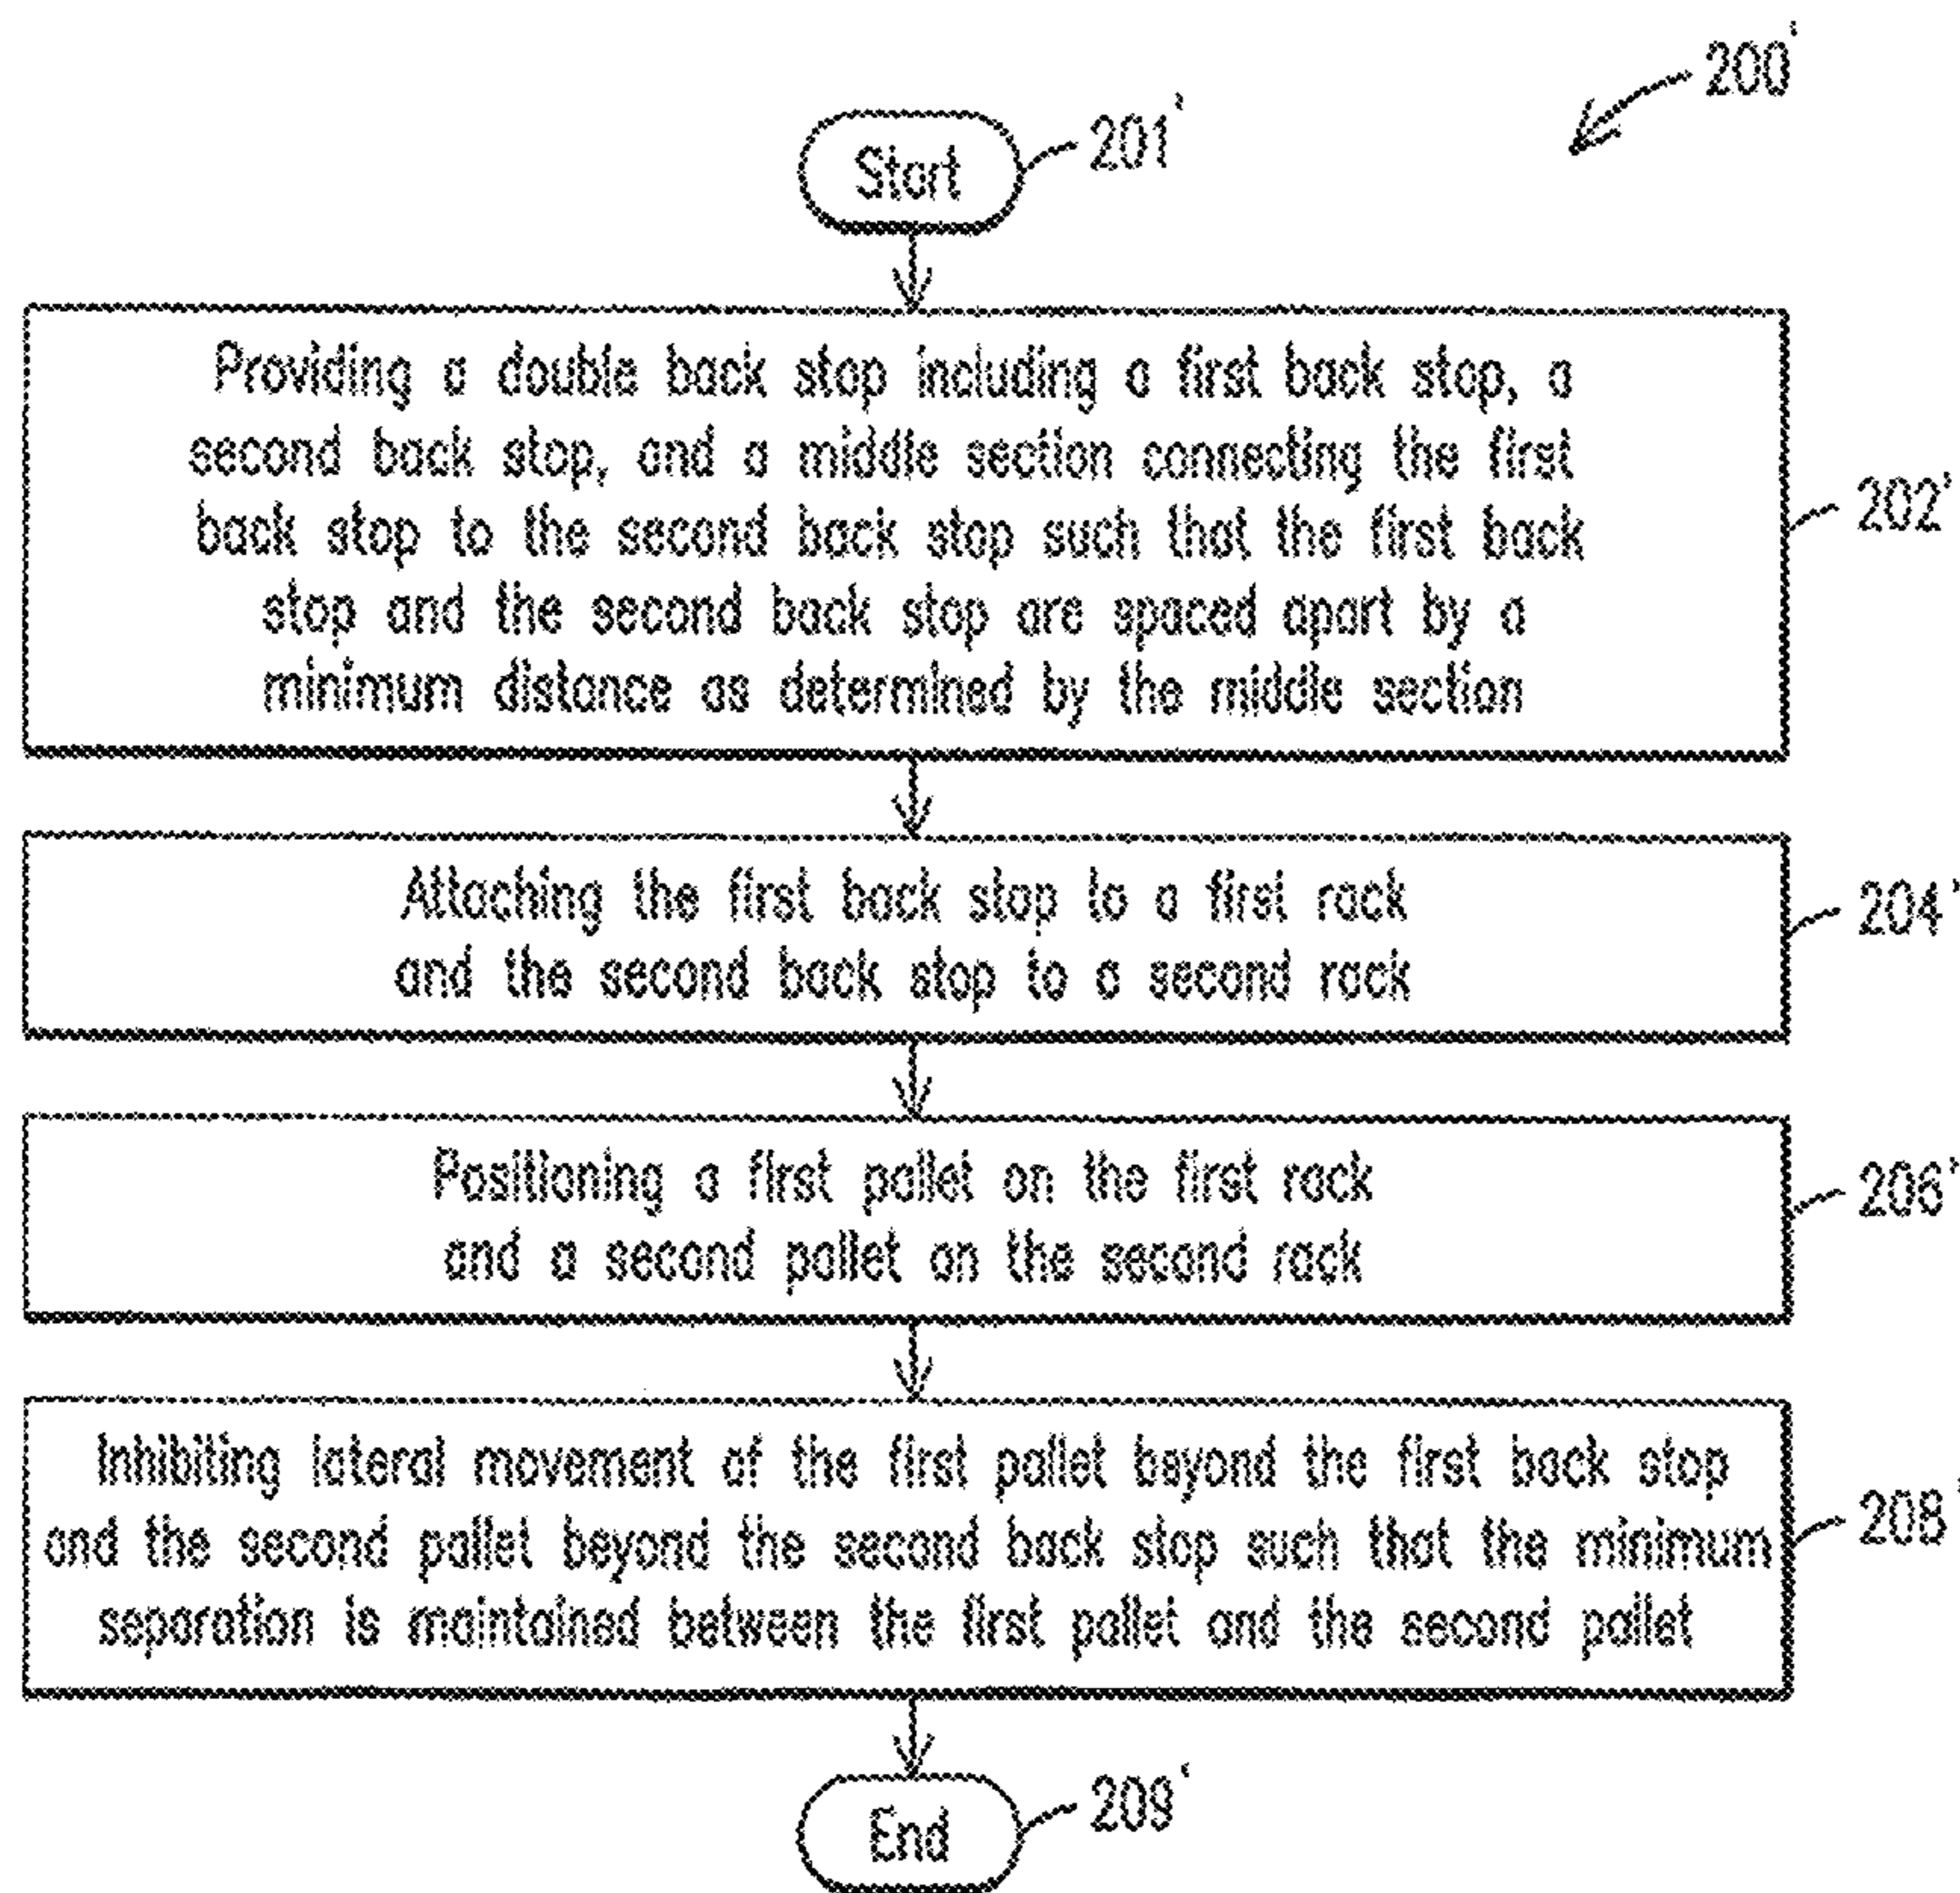 200'
Start
201'
Providing a double back stop including a first back stop, a
second back stop, and a middle section connecting the first
back stop to the second back stop such that the first back
stop and the second back stop are spaced apart by a
minimum distance as determined by the middle section
202'
Attaching the first back stop to a first rack
and the second back stop to a second rack
204'
Positioning a first pallet on the first rack
and a second pallet on the second rack
206'
Inhibiting lateral movement of the first pallet beyond the first back stop
and the second pallet beyond the second back stop such that the minimum
separation is maintained between the first pallet and the second pallet
208'
End
209'